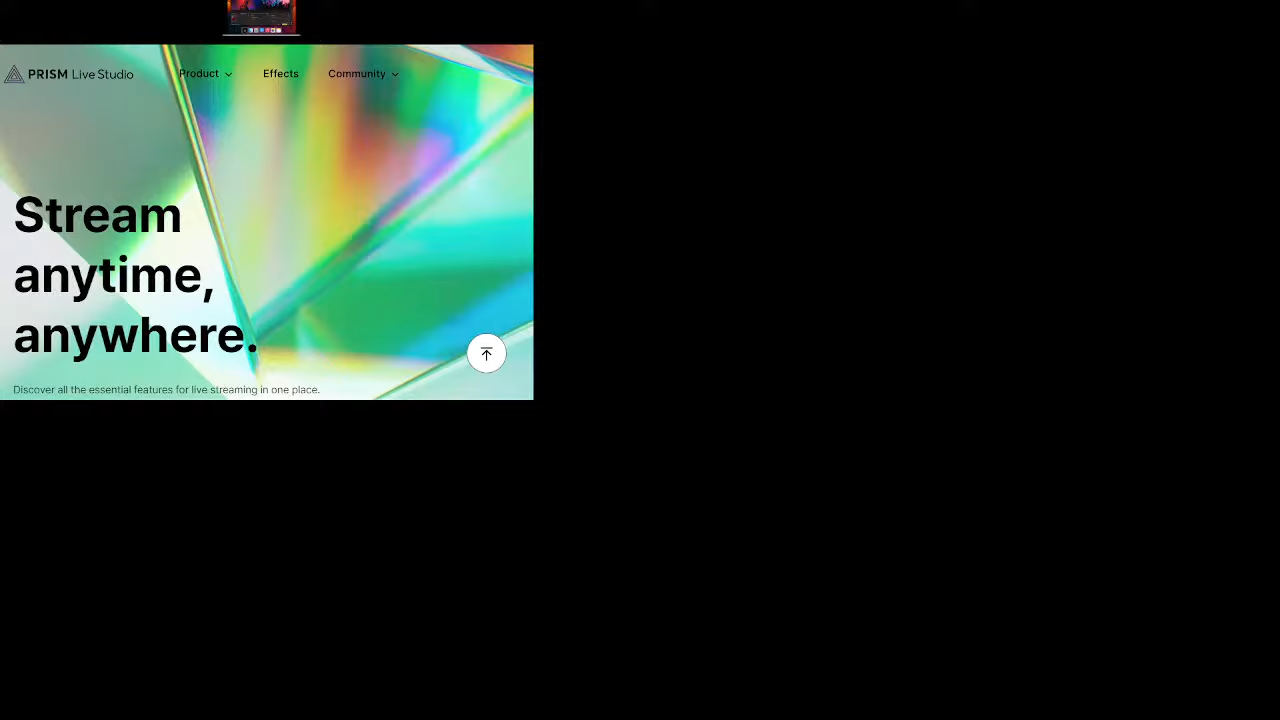 PRISM Live Studio Product Effects Community
Stream
anytime,
anywhere.
Discover all the essential features for live streaming in one place.